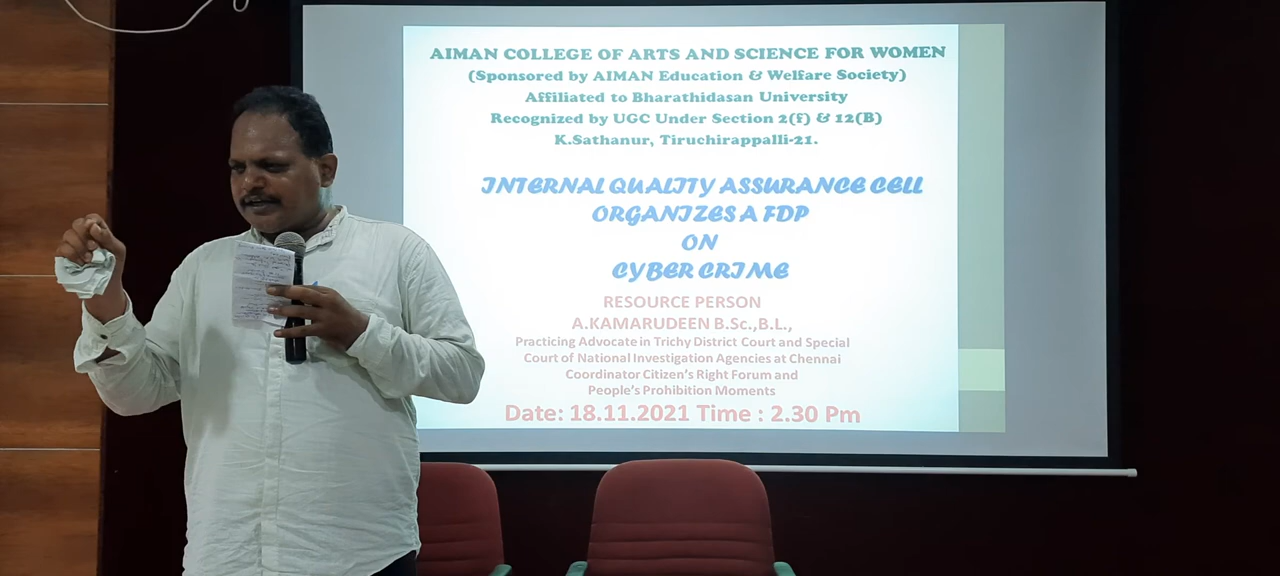 AIMAN COLLEGE OF ARTS AND SCIENCE FOR WOMEN
(Sponsored by AIMAN Education & Welfare Society)
Affiliated to Bharathidasan University
Recognized by UGC Under Section 2(f) & 12(B)
K.Sathanur, Tiruchirappalli-21.
INTERNAL QUALITY ASSURANCE CELL
ORGANIZES A FDP
ON
CYBER CRIME
RESOURCE PERSON
A.KAMARUDEEN B.Sc.,B.L.,
Practicing Advocate in Trichy District Court and Special
Court of National Investigation Agencies at Chennai
Coordinator Citizen's Right Forum and
People's Prohibition Moments
Date: 18.11.2021 Time : 2.30 Pm